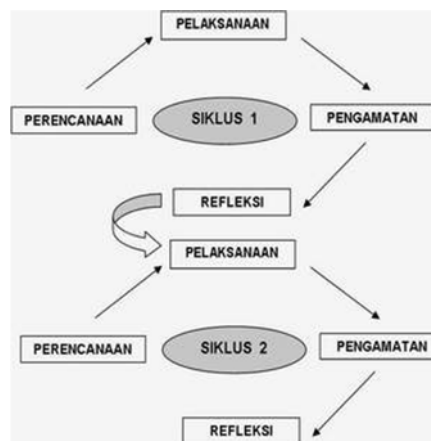 PELAKSANAAN
PERENCANAAN
SIKLUS 1
PENGAMATAN
REFLEKSI
PELAKSANAAN
PERENCANAAN
SIKLUS 2
PENGAMATAN
REFLEKSI